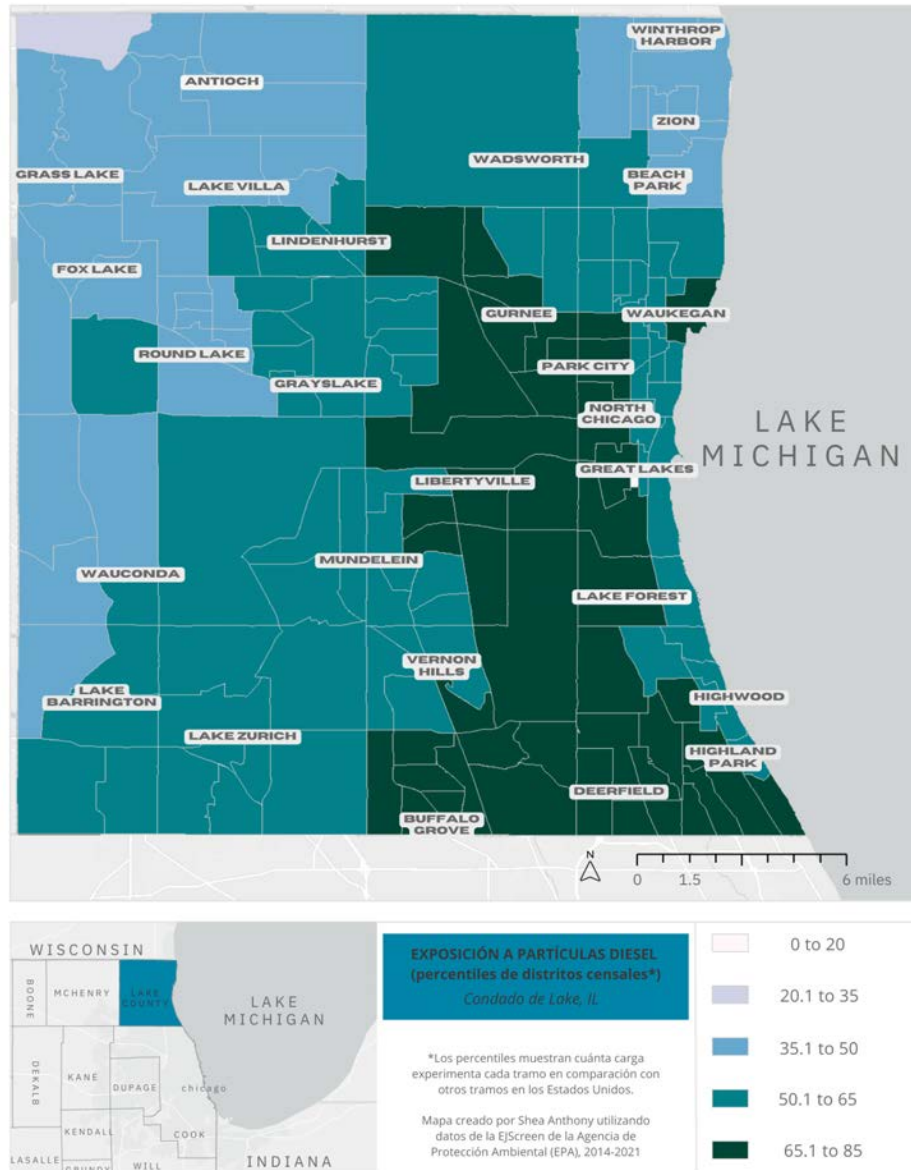 WINTHROP
HARBOR
ANTIOCH
ZION
WADSWORTH
GRASS LAKE
LAKE VILLA
BEACH
PARK
LINDENHURST
FOX LAKE
GURNEE
WAUKEGAN
ROUND LAKE
PARK CITY
GRAYSLAKE
NORTH
CHICAGO
LAKE
MICHIGAN
GREAT LAKES
LIBERTYVILLE
MUNDELEIN
WAUCONDA
LAKE FOREST
VERNON
HILLS
LAKE
BARRINGTON
HIGHWOOD
LAKE ZURICH
HIGHLAND
PARK
DEERFIELD
BUFFALO
GROVE
N
0 1.5 6 miles
WISCONSIN
BOONE
MCHENRY
LAKE
COUNTY
LAKE
MICHIGAN
DEKALB
KANE
DUPAGE
chicago
KENDALL
COOK
LASALLE
GRUNDY
WILL
INDIANA
EXPOSICIÓN A PARTÍCULAS DIESEL
(percentiles de distritos censales*)
Condado de Lake, IL
*Los percentiles muestran cuánta carga
experimenta cada tramo en comparación con
otros tramos en los Estados Unidos.
Mapa creado por Shea Anthony utilizando
datos de la EJScreen de la Agencia de
Protección Ambiental (EPA), 2014-2021
0 to 20
20.1 to 35
35.1 to 50
50.1 to 65
65.1 to 85